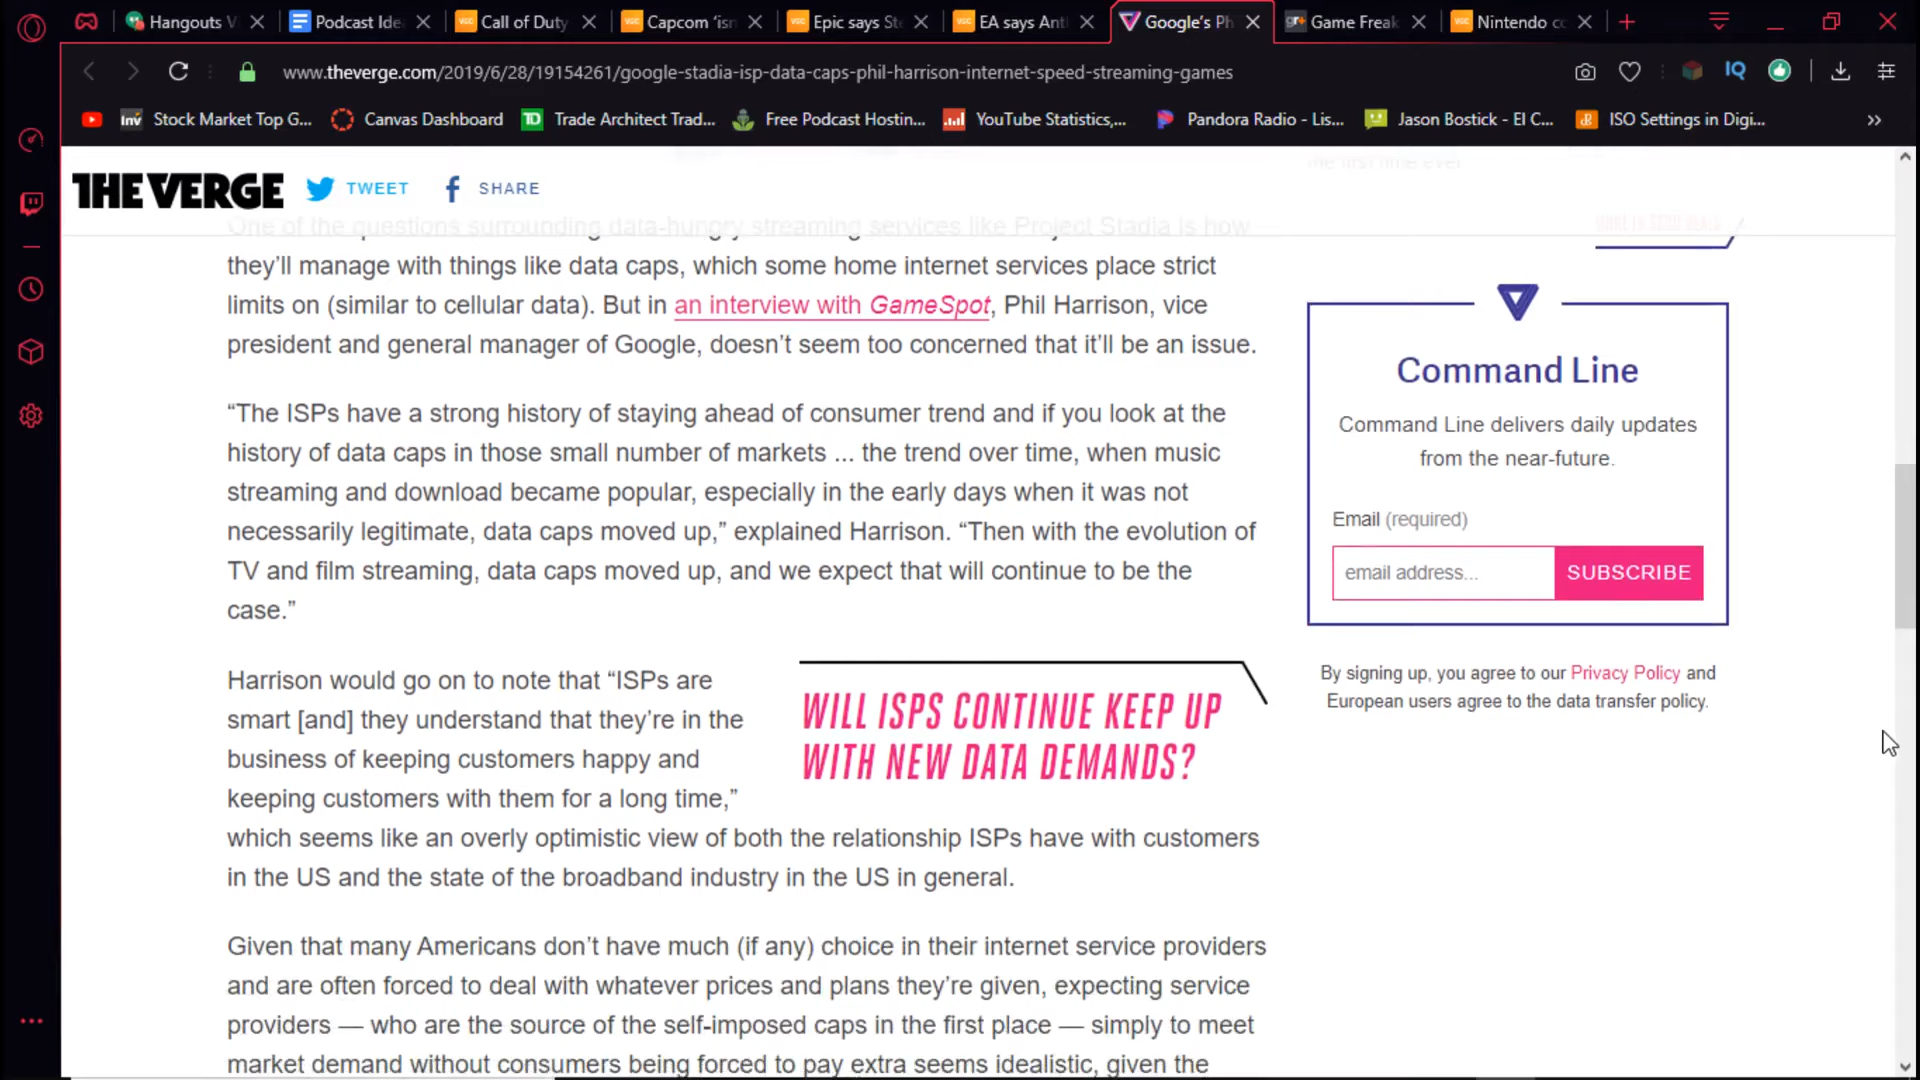 Hangouts V
Podcast Ide
Call of Duty
Capcom ‘isn
Epic says St
EA says Ant
Google’s Ph
Game Freak
Nintendo co
www.theverge.com/2019/6/28/19154261/google-stadia-isp-data-caps-phil-harrison-internet-speed-streaming-games
IQ
Inv Stock Market Top G...
Canvas Dashboard
TD Trade Architect Trad...
Free Podcast Hostin...
YouTube Statistics,...
Pandora Radio - Lis...
Jason Bostick - El C...
ISO Settings in Digi...
THE VERGE
TWEET
SHARE
the first time ever
One of the questions surrounding data-hungry streaming services like Project Stadia is how
they’ll manage with things like data caps, which some home internet services place strict
limits on (similar to cellular data). But in an interview with GameSpot, Phil Harrison, vice
president and general manager of Google, doesn’t seem too concerned that it’ll be an issue.
“The ISPs have a strong history of staying ahead of consumer trend and if you look at the
history of data caps in those small number of markets ... the trend over time, when music
streaming and download became popular, especially in the early days when it was not
necessarily legitimate, data caps moved up,” explained Harrison. “Then with the evolution of
TV and film streaming, data caps moved up, and we expect that will continue to be the
case.”
Harrison would go on to note that “ISPs are
smart [and] they understand that they’re in the
business of keeping customers happy and
keeping customers with them for a long time,”
which seems like an overly optimistic view of both the relationship ISPs have with customers
in the US and the state of the broadband industry in the US in general.
WILL ISPS CONTINUE KEEP UP
WITH NEW DATA DEMANDS?
Given that many Americans don’t have much (if any) choice in their internet service providers
and are often forced to deal with whatever prices and plans they’re given, expecting service
providers — who are the source of the self-imposed caps in the first place — simply to meet
market demand without consumers being forced to pay extra seems idealistic, given the
Command Line
Command Line delivers daily updates
from the near-future.
Email (required)
email address...
SUBSCRIBE
By signing up, you agree to our Privacy Policy and
European users agree to the data transfer policy.